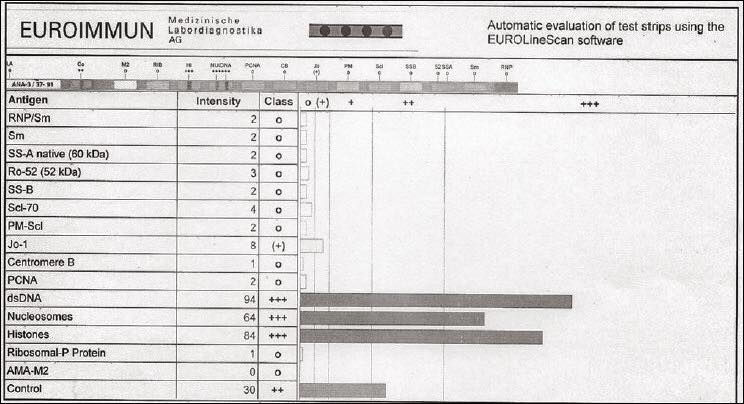 EUROIMMUN
Medizinische
Labordiagnostika
AG
Automatic evaluation of test strips using the
EUROLineScan software
Co M2 RIB HI NU/DNA PCNA CB Jo PM Scl SSB 52 SSA Sm RNP
(+)
ANA-3 / 37-91
Antigen Intensity Class o (+) + ++ +++
RNP/Sm 2 o
Sm 2 o
SS-A native (60 kDa) 2 o
Ro-52 (52 kDa) 3 o
SS-B 2 o
Scl-70 4 o
PM-Scl 2 o
Jo-1 8 (+)
Centromere B 1 o
PCNA 2 o
dsDNA 94 +++
Nucleosomes 64 +++
Histones 84 +++
Ribosomal-P Protein 1 o
AMA-M2 0 o
Control 30 ++